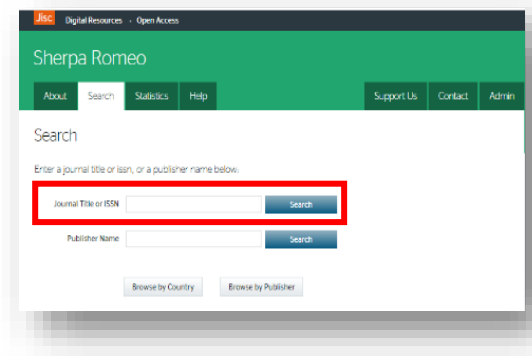 Jisc Digital Resources › Open Access
Sherpa Romeo
About Search Statistics Help Support Us Contact Admin
Search
Enter a journal title or issn, or a publisher name below:
Journal Title or ISSN Search
Publisher Name Search
Browse by Country Browse by Publisher